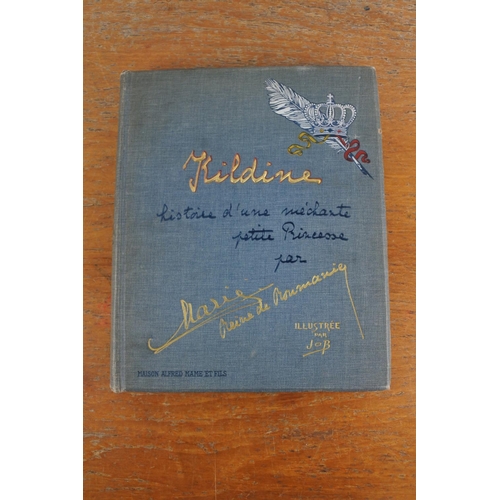 Kildine
histoire d'une méchante
petite Princesse
par
Marie
Reine de Roumanie
ILLUSTRÉE
PAR
JOB
MAISON ALFRED MAME ET FILS